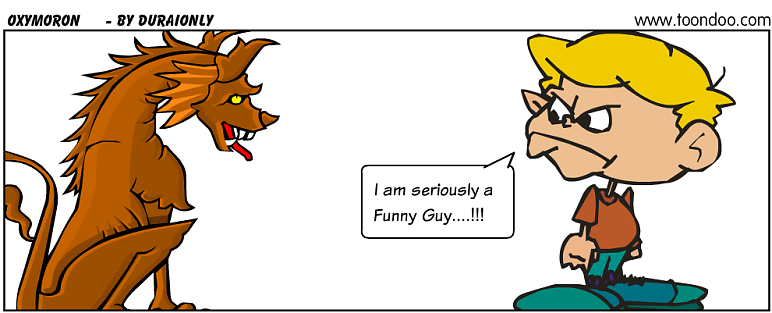 OXYMORON - BY DURAIONLY www.toondoo.com
I am seriously a
Funny Guy....!!!